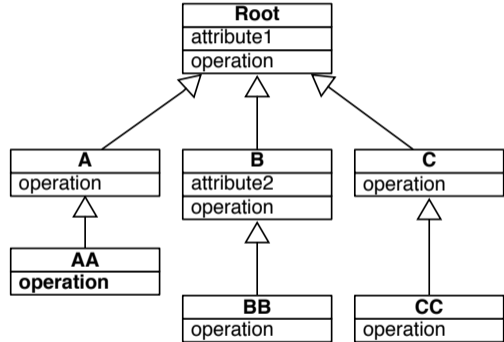 Root
attribute1
operation
A
operation
B
attribute2
operation
C
operation
AA
operation
BB
operation
CC
operation